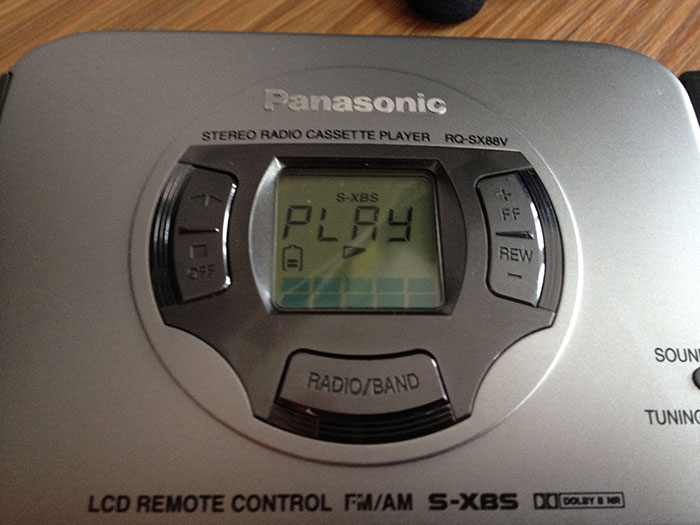 Panasonic
STEREO RADIO CASSETTE PLAYER RQ-SX88V
S-XBS
PLAY
OFF
+
FF
REW
-
RADIO/BAND
SOUN
TUNING
LCD REMOTE CONTROL FM/AM S-XBS DOLBY B NR